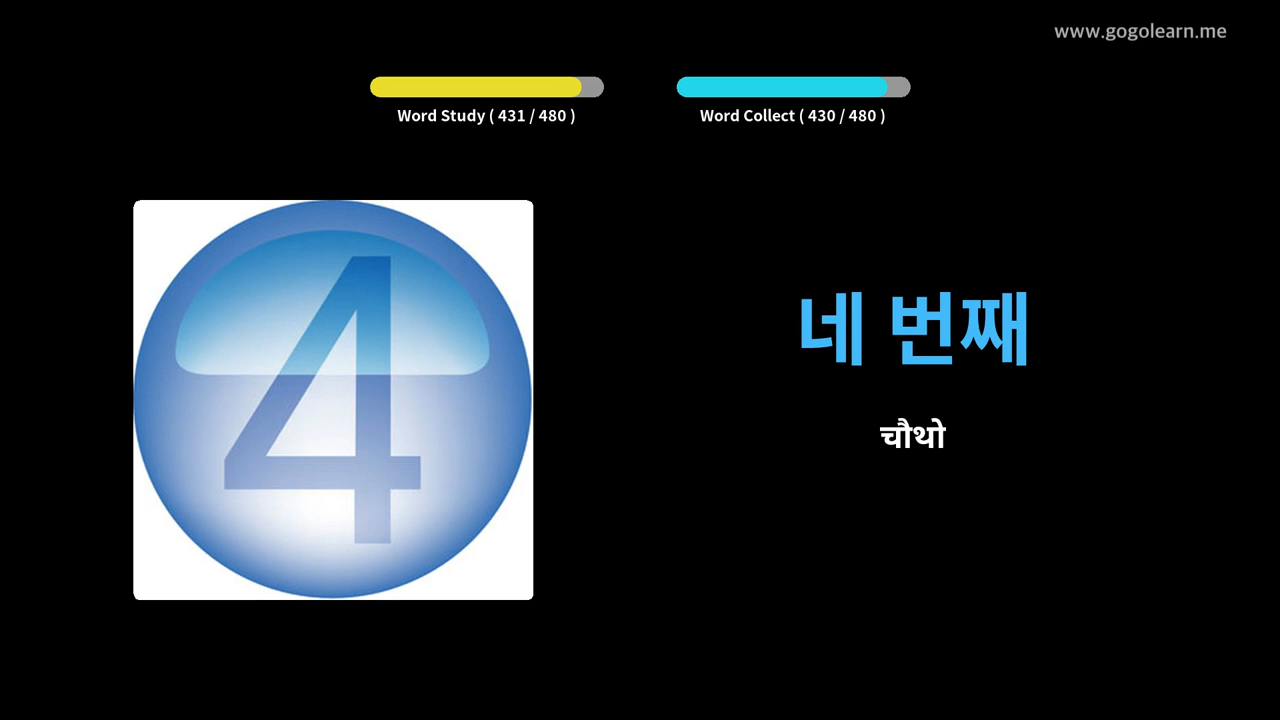 www.gogolearn.me
Word Study ( 431 / 480 )
Word Collect ( 430 / 480 )
4
네 번째
चौथो